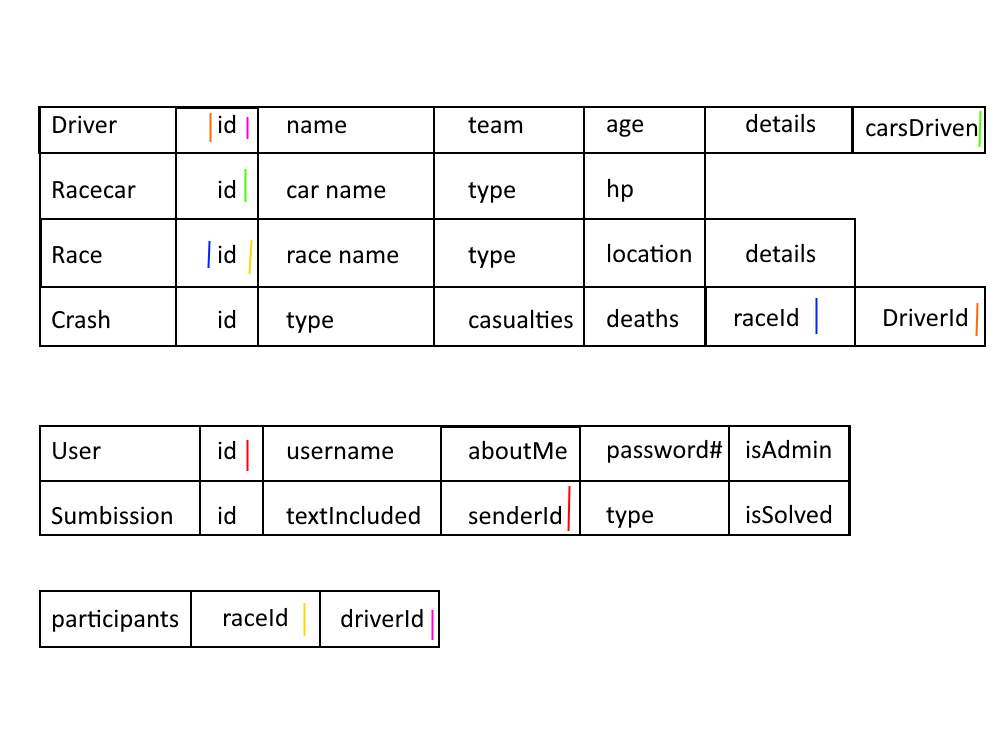 Driver id name team age details carsDriven
Racecar id car name type hp
Race id race name type location details
Crash id type casualties deaths raceId DriverId
User id username aboutMe password# isAdmin
Sumbission id textIncluded senderId type isSolved
participants raceId driverId